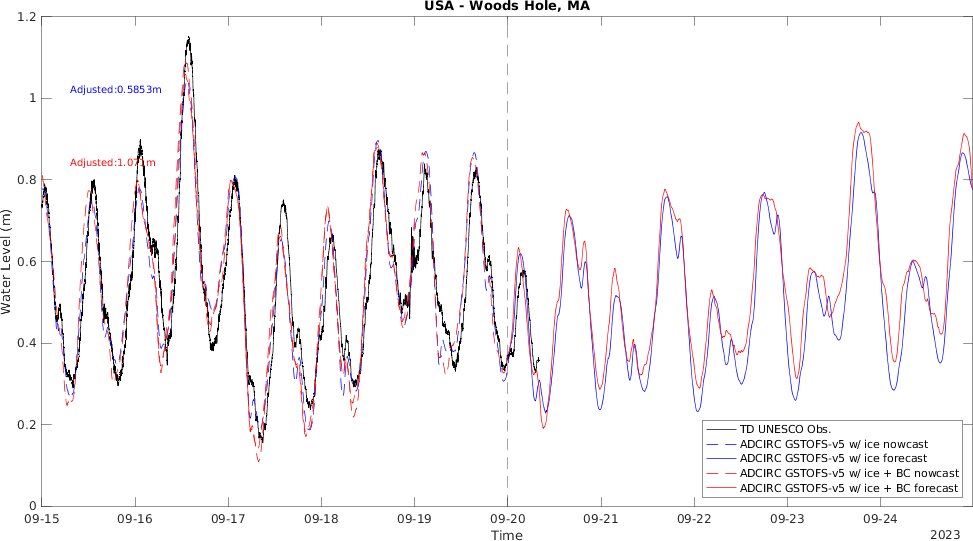 USA - Woods Hole, MA
1.2
1
0.8
0.6
0.4
0.2
0
Water Level (m)
Adjusted:0.5853m
Adjusted:1.071m
TD UNESCO Obs.
ADCIRC GSTOFS-v5 w/ ice nowcast
ADCIRC GSTOFS-v5 w/ ice forecast
ADCIRC GSTOFS-v5 w/ ice + BC nowcast
ADCIRC GSTOFS-v5 w/ ice + BC forecast
09-15 09-16 09-17 09-18 09-19 09-20 09-21 09-22 09-23 09-24
Time
2023